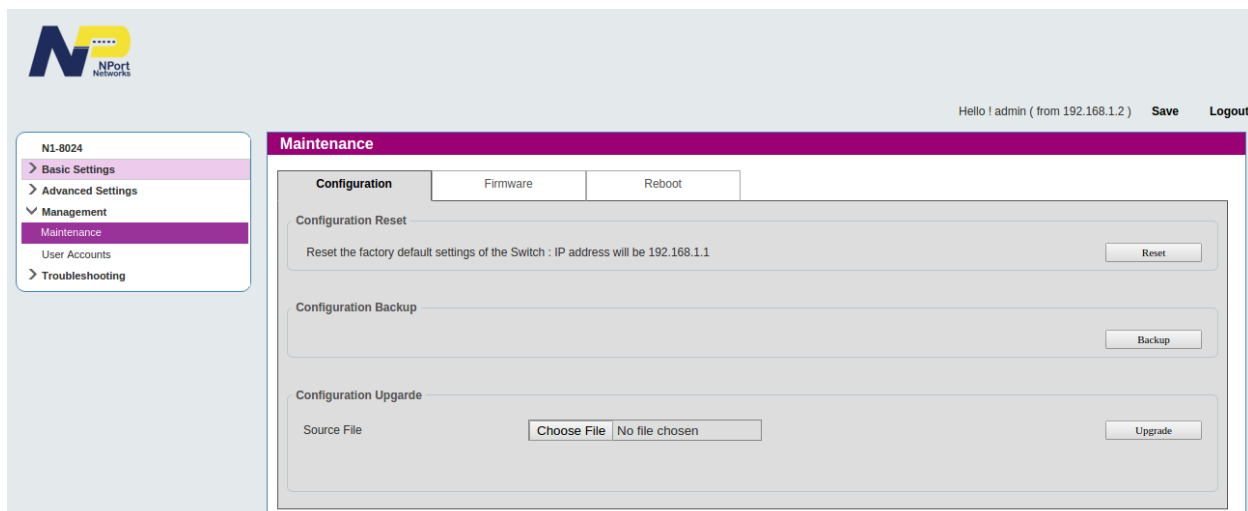 NPort
Networks
Hello ! admin ( from 192.168.1.2 ) Save Logout
N1-8024
Basic Settings
Advanced Settings
Management
Maintenance
User Accounts
Troubleshooting
Maintenance
Configuration Firmware Reboot
Configuration Reset
Reset the factory default settings of the Switch : IP address will be 192.168.1.1 Reset
Configuration Backup
Backup
Configuration Upgarde
Source File Choose File No file chosen Upgrade